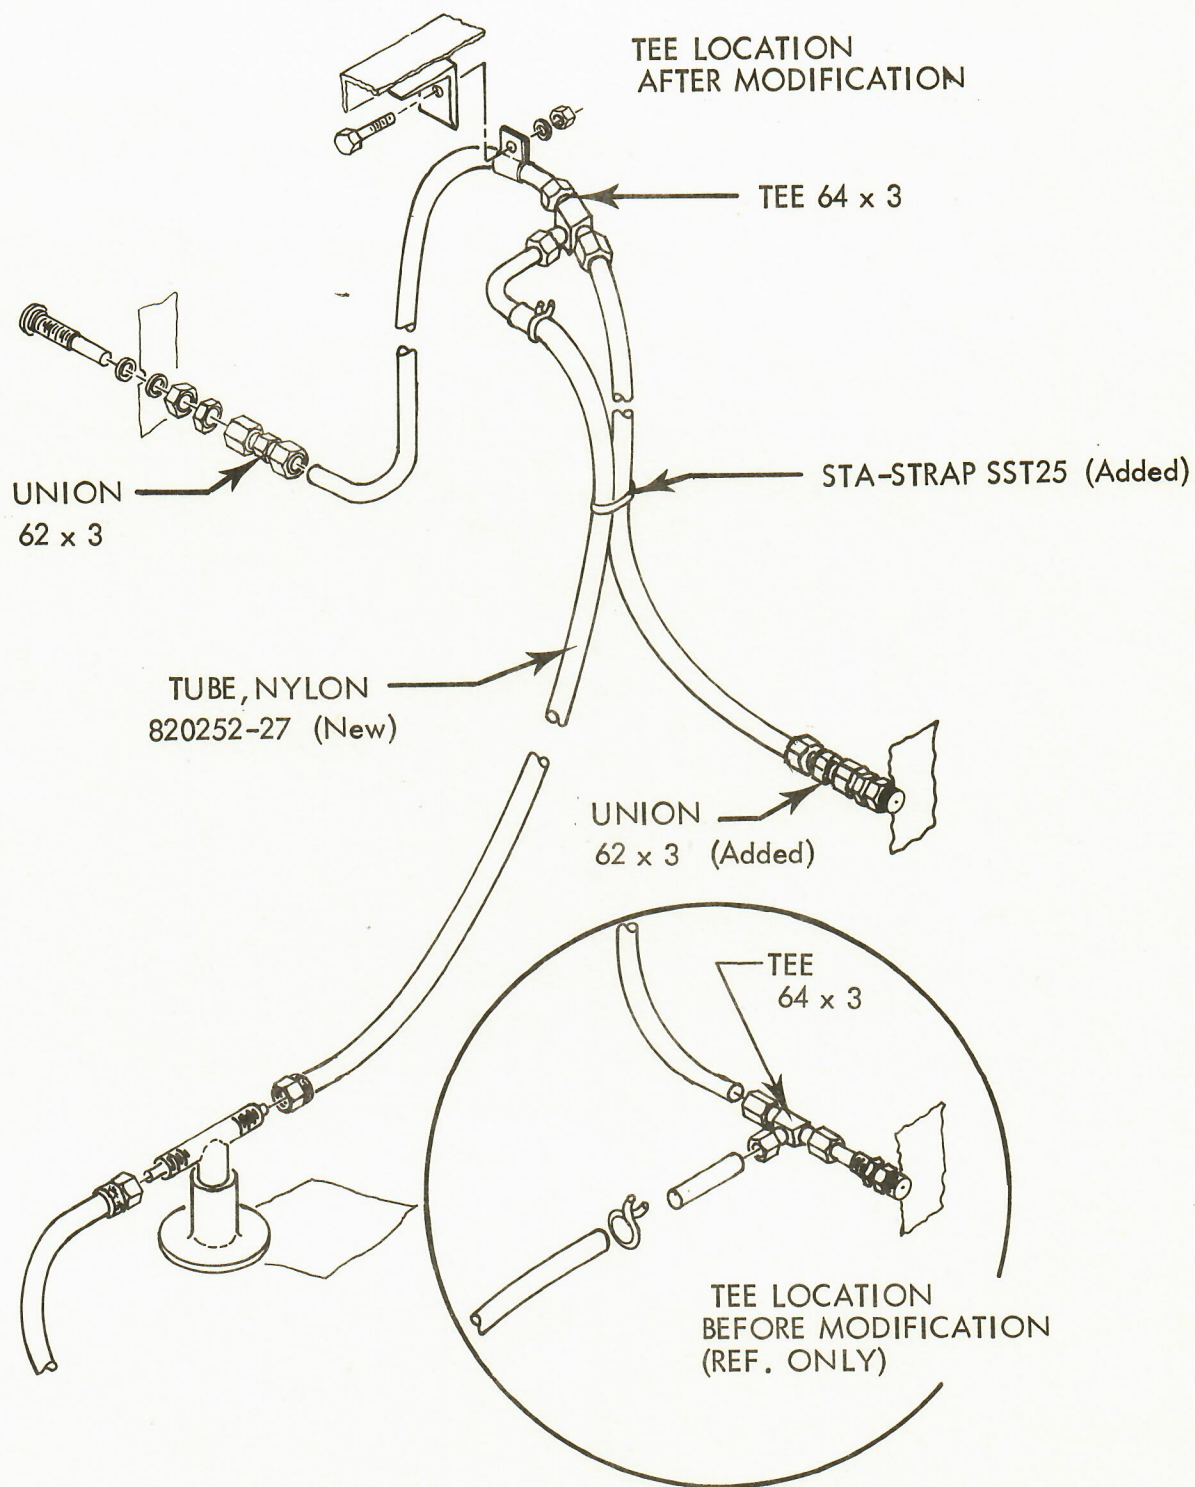 TEE LOCATION
AFTER MODIFICATION
TEE 64 x 3
UNION
62 x 3
STA-STRAP SST25 (Added)
TUBE, NYLON
820252-27 (New)
UNION
62 x 3 (Added)
TEE
64 x 3
TEE LOCATION
BEFORE MODIFICATION
(REF. ONLY)